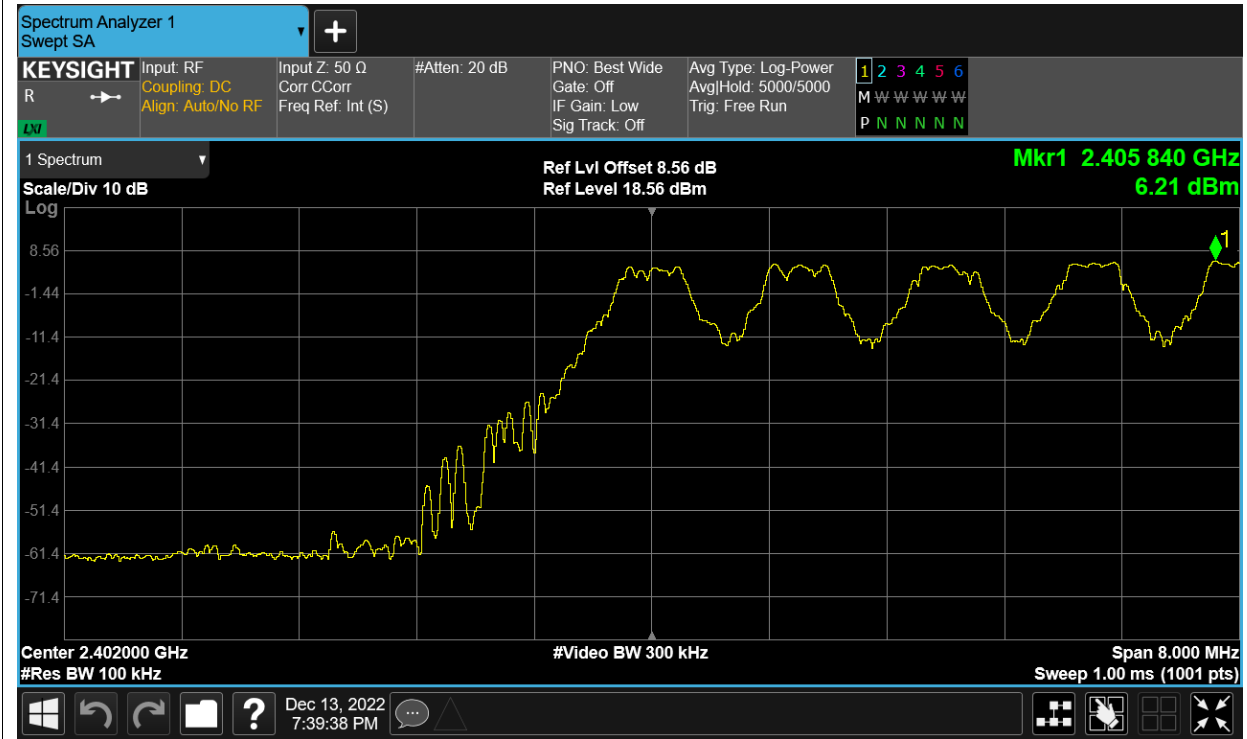 Spectrum Analyzer 1
Swept SA
+
KEYSIGHT
R
LXI
Input: RF
Coupling: DC
Align: Auto/No RF
Input Z: 50 Ω
Corr CCorr
Freq Ref: Int (S)
#Atten: 20 dB
PNO: Best Wide
Gate: Off
IF Gain: Low
Sig Track: Off
Avg Type: Log-Power
Avg|Hold: 5000/5000
Trig: Free Run
1 2 3 4 5 6
M W W W W W
P N N N N N
1 Spectrum
Scale/Div 10 dB
Log
Ref Lvl Offset 8.56 dB
Ref Level 18.56 dBm
Mkr1 2.405 840 GHz
6.21 dBm
1
8.56
-1.44
-11.4
-21.4
-31.4
-41.4
-51.4
-61.4
-71.4
Center 2.402000 GHz
#Res BW 100 kHz
#Video BW 300 kHz
Span 8.000 MHz
Sweep 1.00 ms (1001 pts)
?
Dec 13, 2022
7:39:38 PM